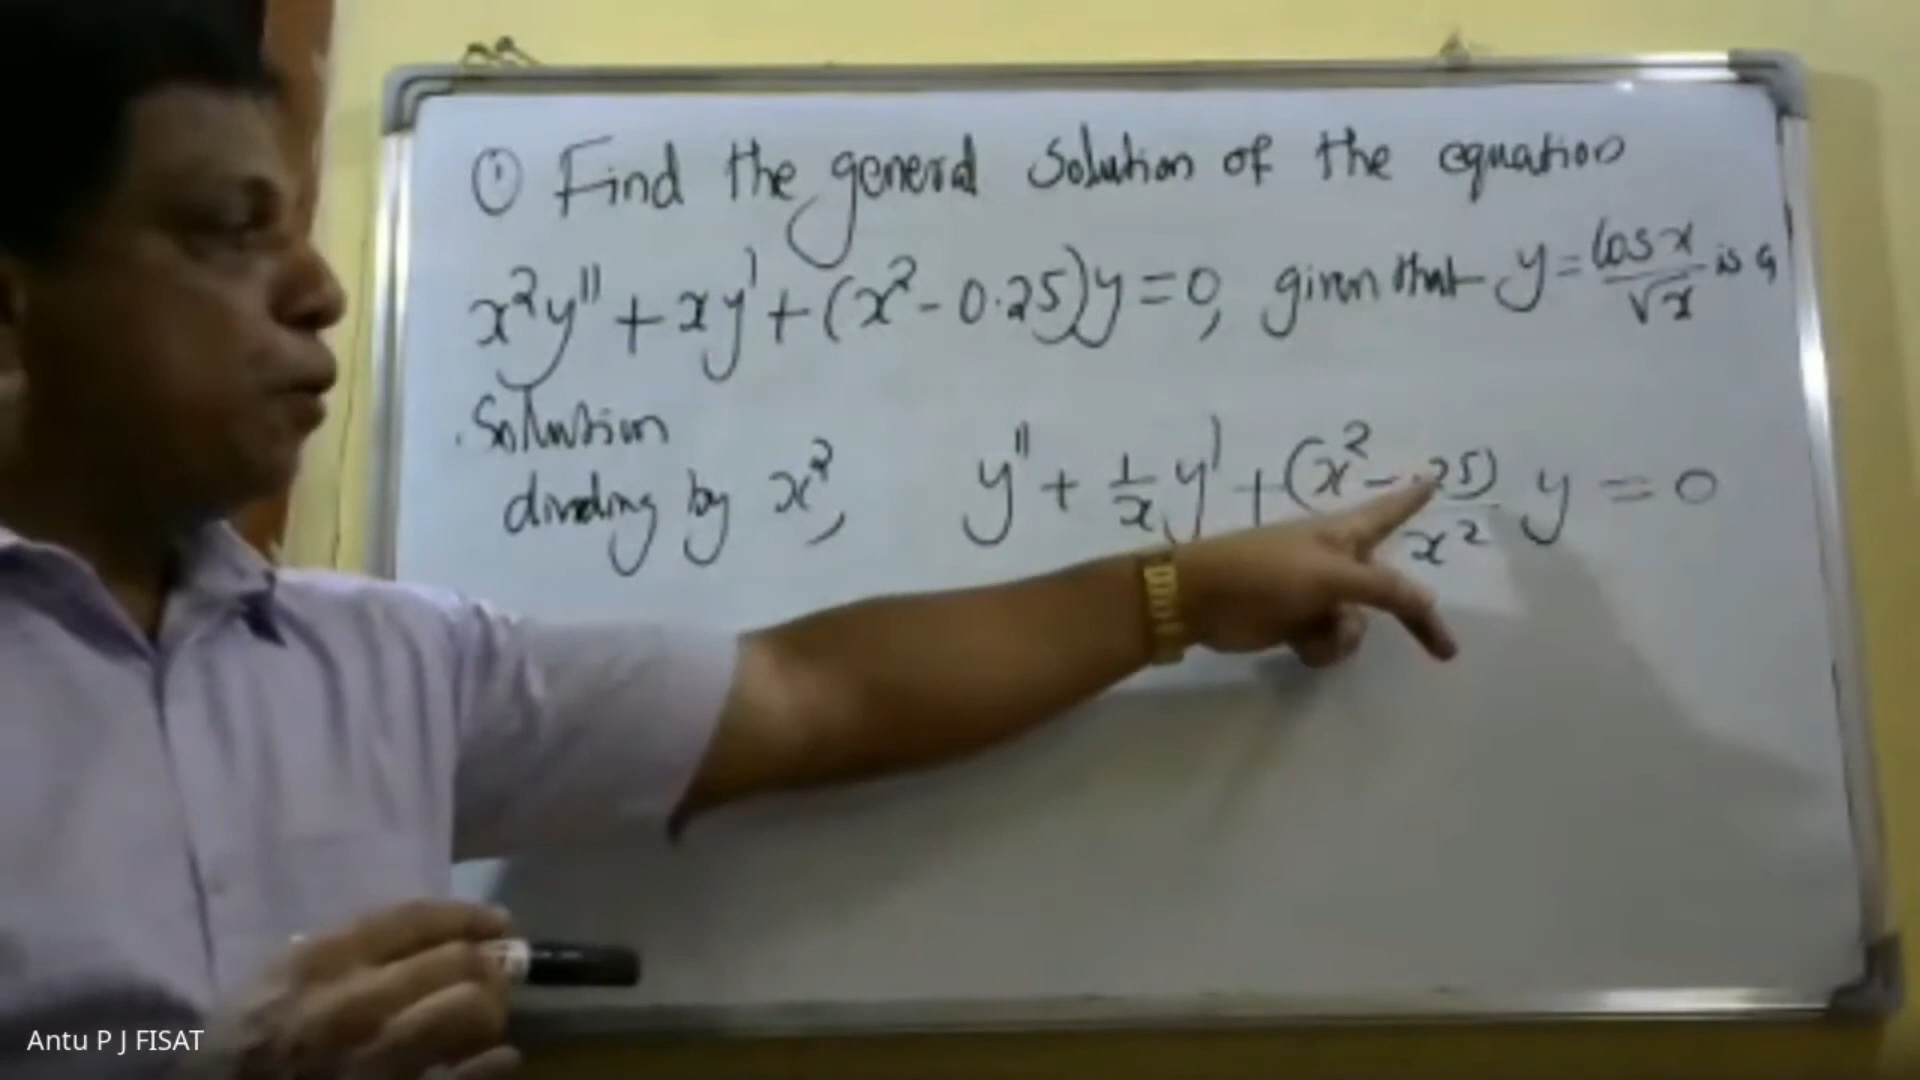 ① Find the general solution of the equation
x²y'' + xy' + (x² - 0.25)y = 0, given that y = cos x / √x is a
Solution
dividing by x², y'' + 1/x y' + (x² - .25) / x² y = 0
Antu P J FISAT